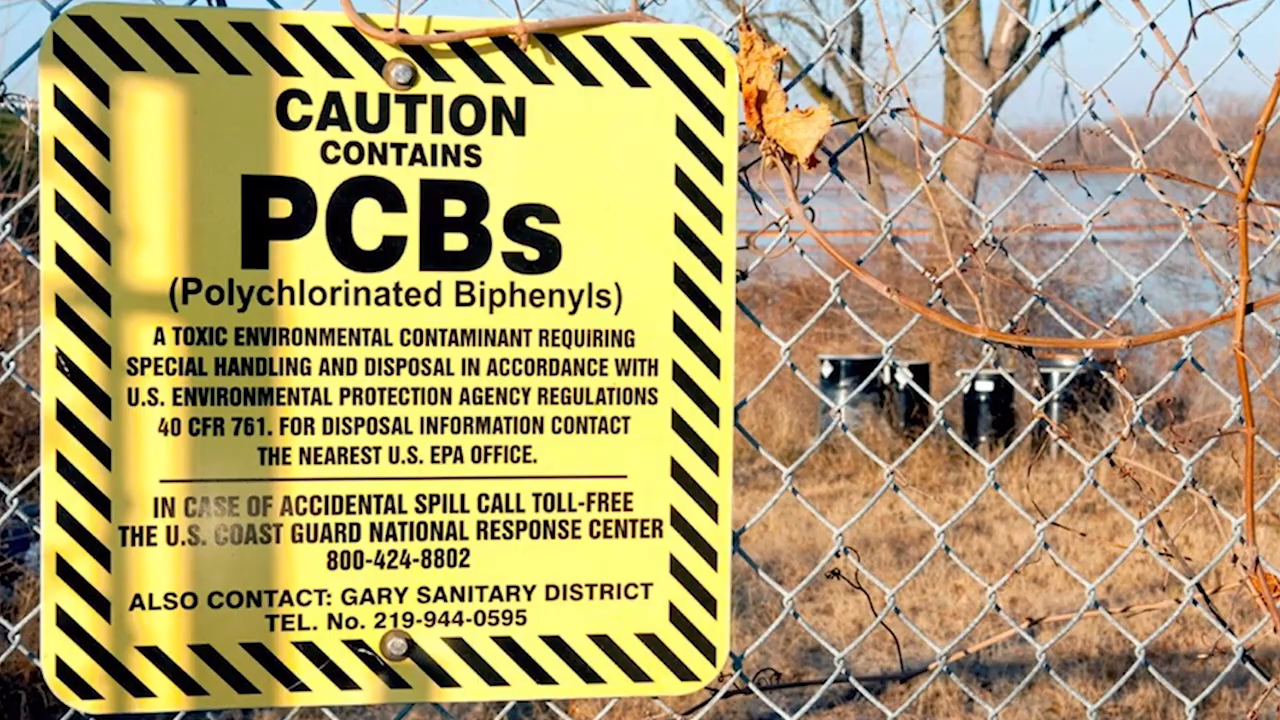 CAUTION
CONTAINS
PCBs
(Polychlorinated Biphenyls)
A TOXIC ENVIRONMENTAL CONTAMINANT REQUIRING
SPECIAL HANDLING AND DISPOSAL IN ACCORDANCE WITH
U.S. ENVIRONMENTAL PROTECTION AGENCY REGULATIONS
40 CFR 761. FOR DISPOSAL INFORMATION CONTACT
THE NEAREST U.S. EPA OFFICE.
IN CASE OF ACCIDENTAL SPILL CALL TOLL-FREE
THE U.S. COAST GUARD NATIONAL RESPONSE CENTER
800-424-8802
ALSO CONTACT: GARY SANITARY DISTRICT
TEL. No. 219-944-0595